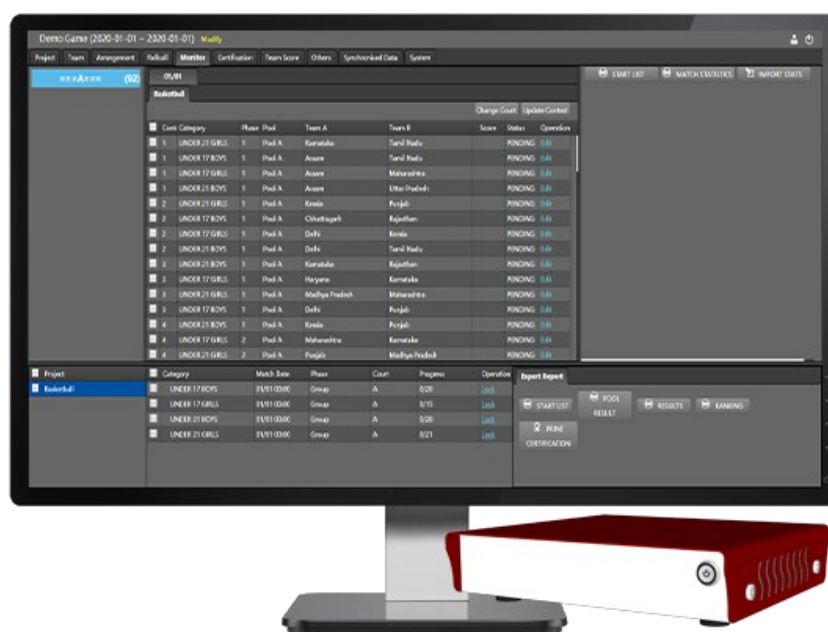 Demo Game (2020-01-01 ~ 2020-01-01) Modify
Project Team Arrangement Rollcall Monitor Certification Team Score Others Synchronised Data System
===A=== (92)
01/01
Basketball
START LIST MATCH STATISTICS IMPORT STATS
Change Court Update Control
Category Phase Pool Team A Team B Score Status Operation
1 UNDER 21 GIRLS 1 Pool A Karnataka Tamil Nadu PENDING Edit
1 UNDER 17 BOYS 1 Pool A Assam Tamil Nadu PENDING Edit
1 UNDER 17 GIRLS 1 Pool A Assam Maharashtra PENDING Edit
1 UNDER 21 BOYS 1 Pool A Assam Uttar Pradesh PENDING Edit
2 UNDER 21 GIRLS 1 Pool A Kerala Punjab PENDING Edit
2 UNDER 17 BOYS 1 Pool A Chhattisgarh Rajasthan PENDING Edit
2 UNDER 17 GIRLS 1 Pool A Delhi Kerala PENDING Edit
2 UNDER 21 BOYS 1 Pool A Delhi Tamil Nadu PENDING Edit
3 UNDER 21 BOYS 1 Pool A Karnataka Rajasthan PENDING Edit
3 UNDER 17 GIRLS 1 Pool A Haryana Karnataka PENDING Edit
3 UNDER 21 GIRLS 1 Pool A Madhya Pradesh Maharashtra PENDING Edit
3 UNDER 17 BOYS 1 Pool A Delhi Punjab PENDING Edit
4 UNDER 21 BOYS 1 Pool A Kerala Punjab PENDING Edit
4 UNDER 17 GIRLS 2 Pool A Maharashtra Karnataka PENDING Edit
4 UNDER 21 GIRLS 2 Pool A Punjab Madhya Pradesh PENDING Edit
Project
Basketball
Category Match Date Phase Court Progress Operation
UNDER 17 BOYS 01/01 00:00 Group A 0/28 Lock
UNDER 17 GIRLS 01/01 00:00 Group A 0/15 Lock
UNDER 21 BOYS 01/01 00:00 Group A 0/28 Lock
UNDER 21 GIRLS 01/01 00:00 Group A 0/21 Lock
Export Report
START LIST POOL RESULT RESULTS RANKING
PRINT CERTIFICATION